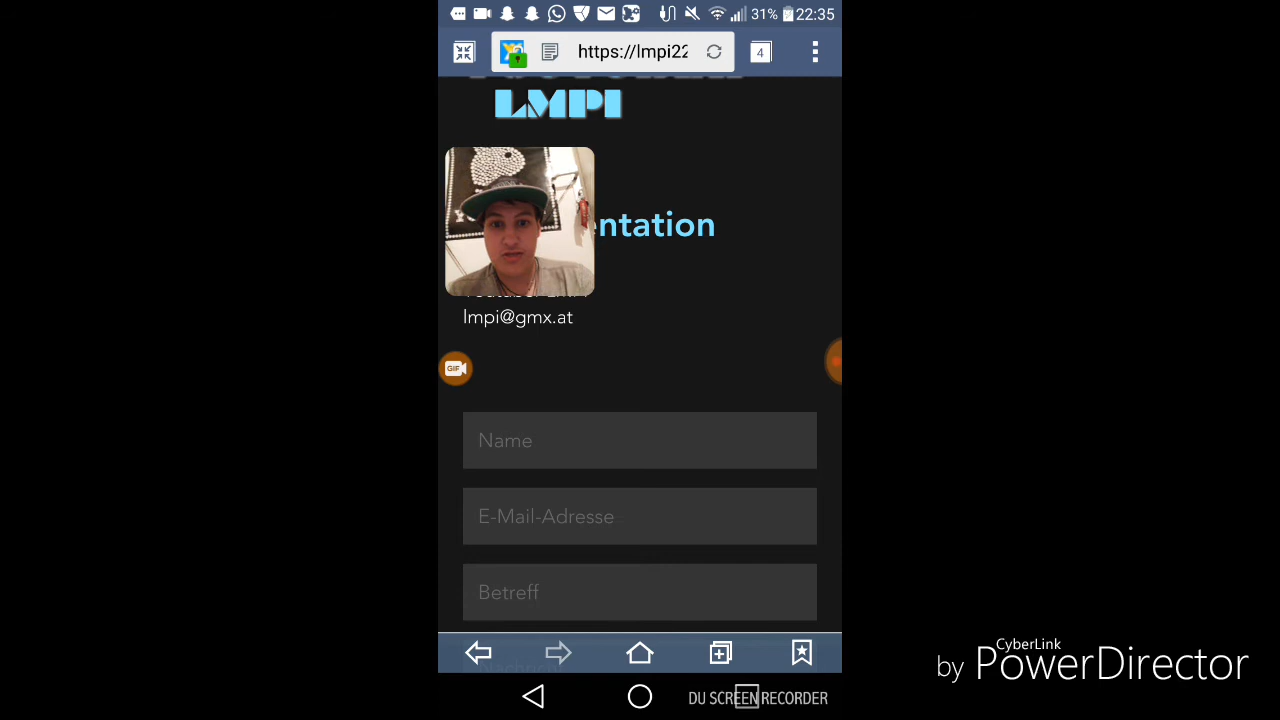 31% 22:35
https://lmpi22
4
LMPI
entation
lmpi@gmx.at
GIF
Name
E-Mail-Adresse
Betreff
DU SCREEN RECORDER
CyberLink
by PowerDirector